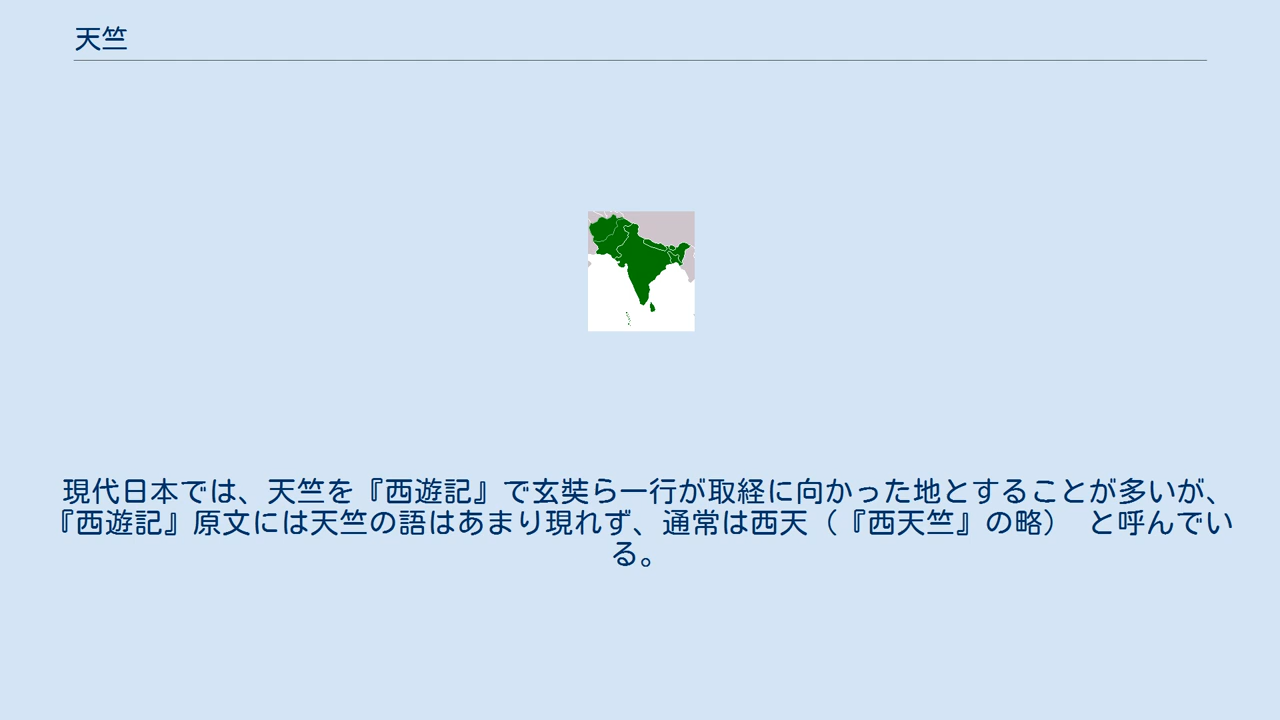 天竺
現代日本では、天竺を『西遊記』で玄奘ら一行が取経に向かった地とすることが多いが、
『西遊記』原文には天竺の語はあまり現れず、通常は西天（『西天竺』の略） と呼んでい
る。